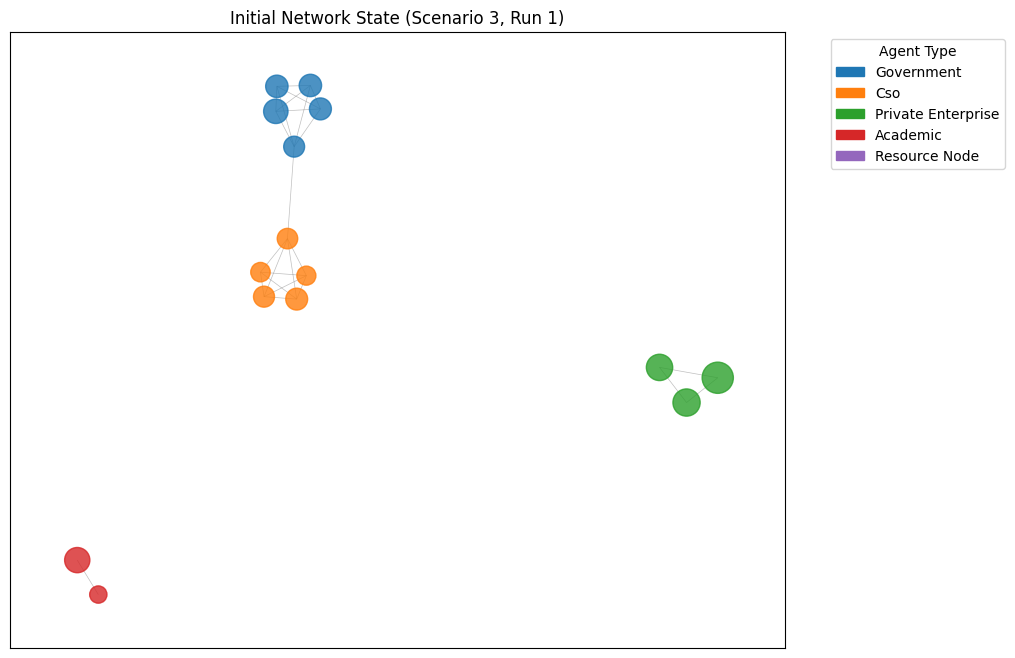 Initial Network State (Scenario 3, Run 1)
Agent Type
Government
Cso
Private Enterprise
Academic
Resource Node